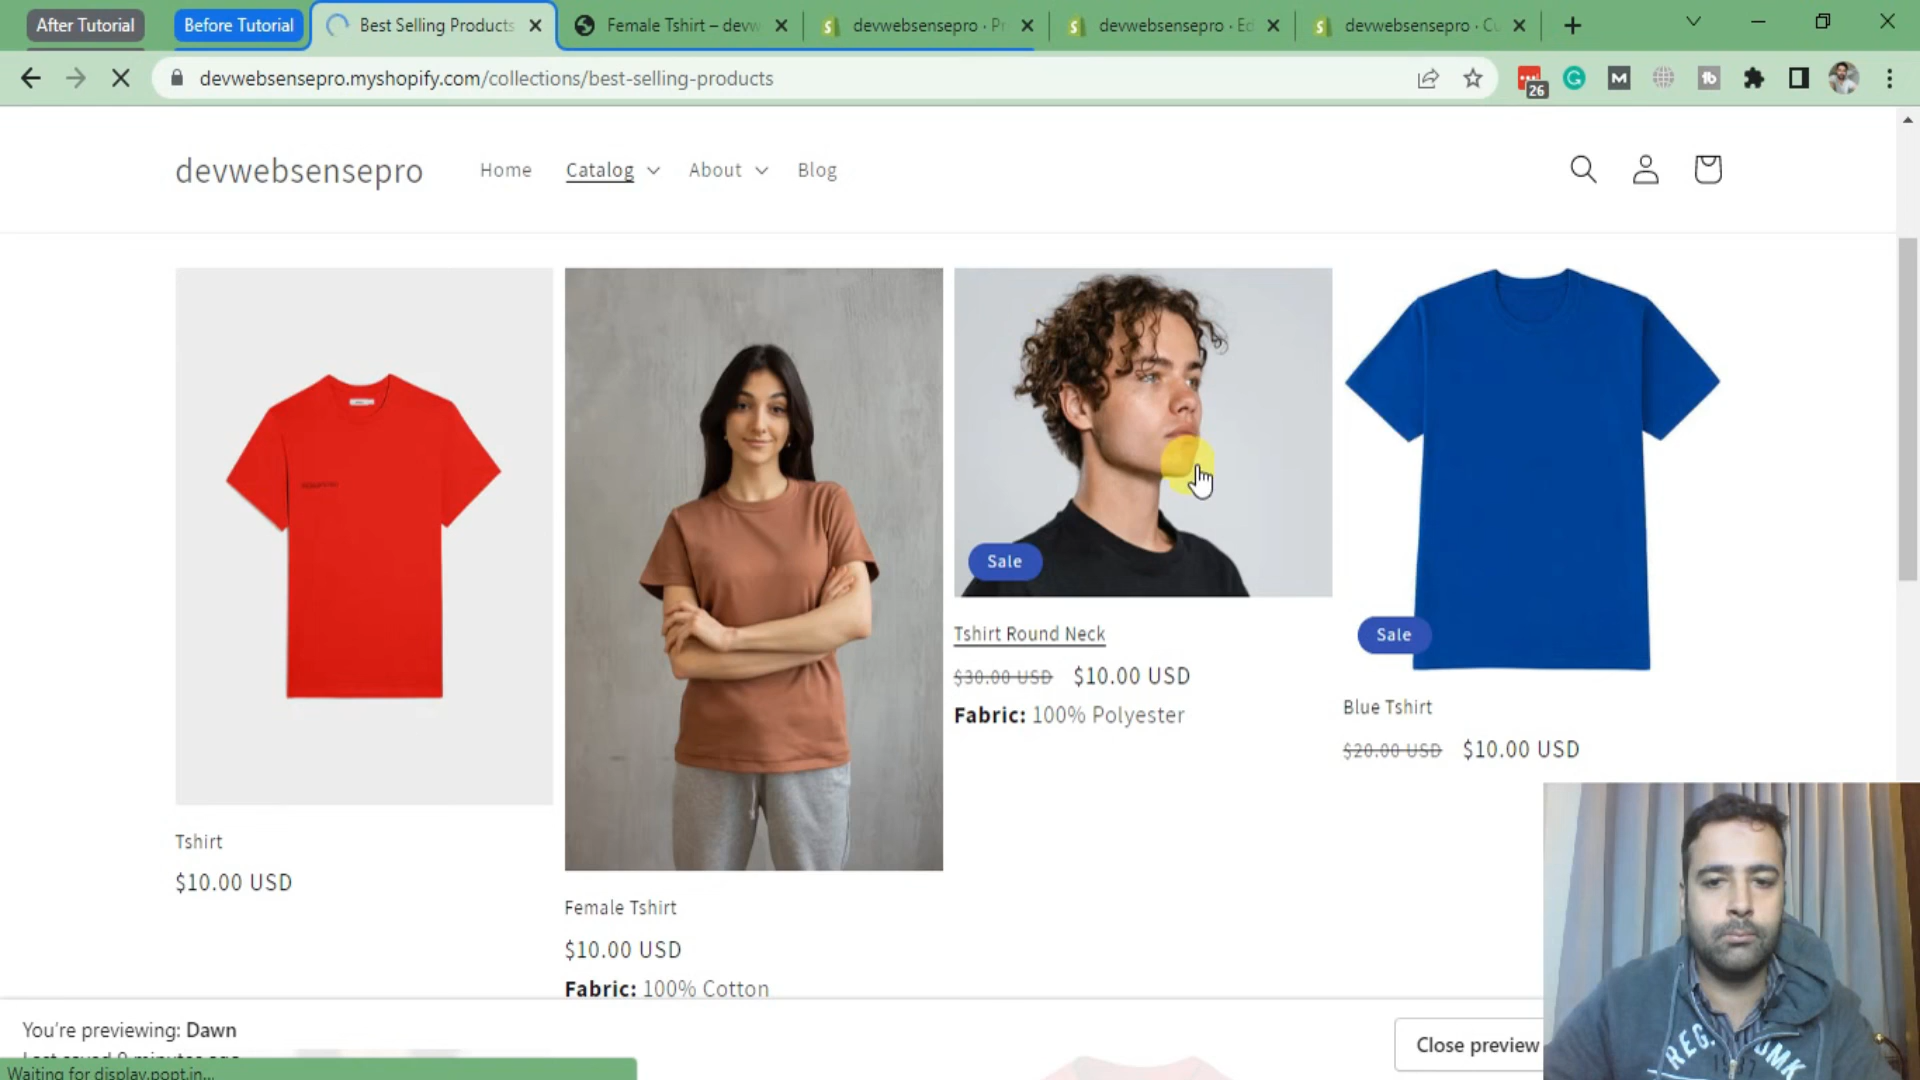 After Tutorial
Before Tutorial
Best Selling Products
Female Tshirt – devw
devwebsensepro · Pr
devwebsensepro · Ed
devwebsensepro · Cu
devwebsensepro.myshopify.com/collections/best-selling-products
26
devwebsensepro
Home
Catalog
About
Blog
Sale
Sale
Tshirt Round Neck
$30.00 USD $10.00 USD
Fabric: 100% Polyester
Blue Tshirt
$20.00 USD $10.00 USD
Tshirt
$10.00 USD
Female Tshirt
$10.00 USD
Fabric: 100% Cotton
You're previewing: Dawn
Close preview
Waiting for display.popt.in...